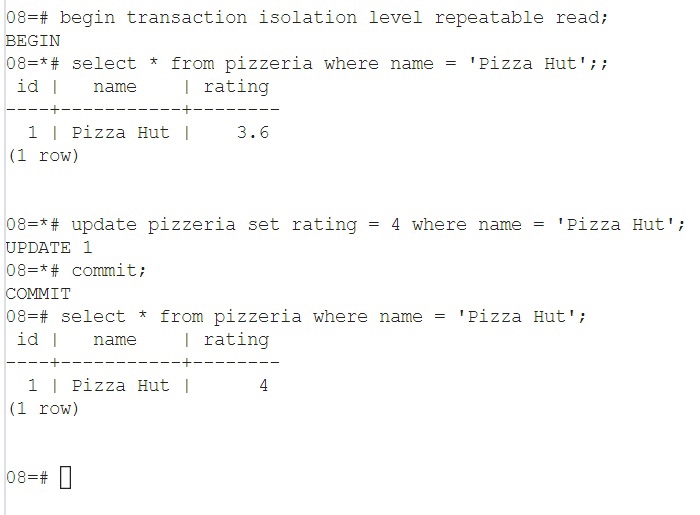 08=# begin transaction isolation level repeatable read;
BEGIN
08=*# select * from pizzeria where name = 'Pizza Hut';;
 id |   name    | rating
----+-----------+--------
  1 | Pizza Hut |    3.6
(1 row)
08=*# update pizzeria set rating = 4 where name = 'Pizza Hut';
UPDATE 1
08=*# commit;
COMMIT
08=# select * from pizzeria where name = 'Pizza Hut';
 id |   name    | rating
----+-----------+--------
  1 | Pizza Hut |      4
(1 row)
08=#